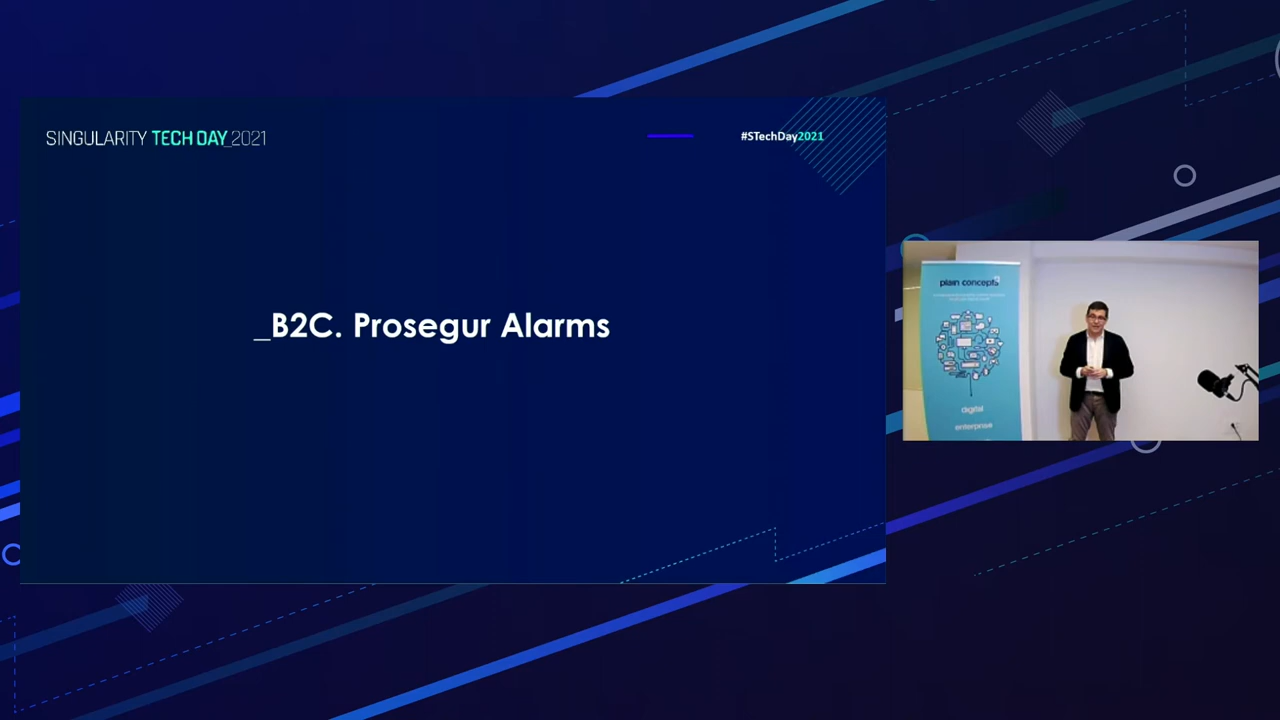 SINGULARITY TECH DAY_2021
#STechDay2021
_B2C. Prosegur Alarms
plain concepts
digital
enterprise